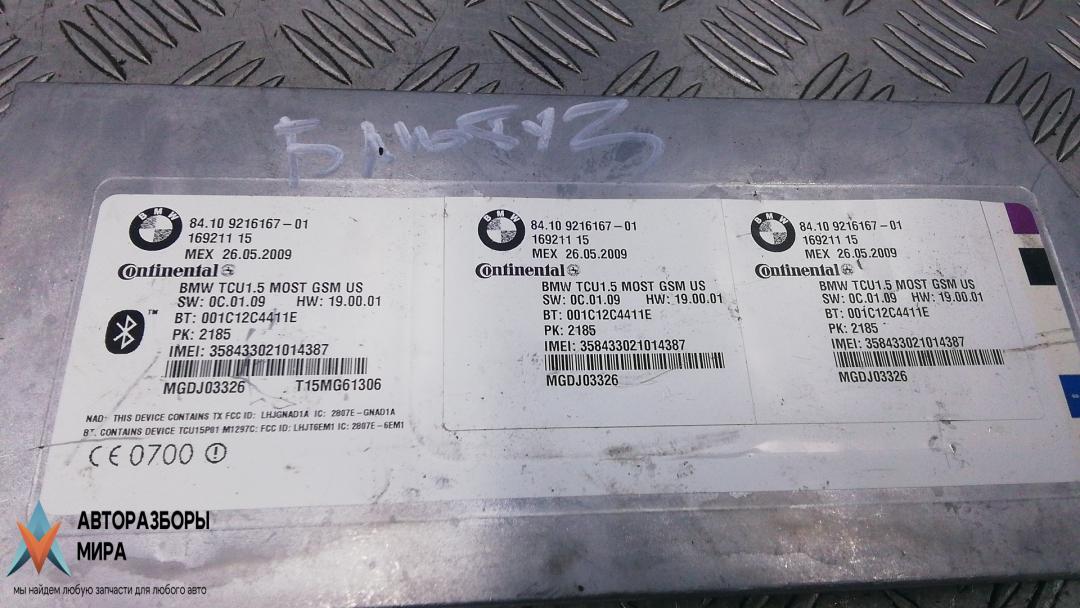 Блютуз
BMW
84.10 9216167-01
169211 15
MEX 26.05.2009
Continental
BMW TCU1.5 MOST GSM US
SW: 0C.01.09 HW: 19.00.01
BT: 001C12C4411E
PK: 2185
IMEI: 358433021014387
MGDJ03326 T15MG61306
NAD: THIS DEVICE CONTAINS TX FCC ID: LHJGNAD1A IC: 2807E-GNAD1A
BT. CONTAINS DEVICE TCU15P01 M1297C: FCC ID: LHJT6EM1 IC: 2807E-6EM1
CE 0700
BMW
84.10 9216167-01
169211 15
MEX 26.05.2009
Continental
BMW TCU1.5 MOST GSM US
SW: 0C.01.09 HW: 19.00.01
BT: 001C12C4411E
PK: 2185
IMEI: 358433021014387
MGDJ03326
BMW
84.10 9216167-01
169211 15
MEX 26.05.2009
Continental
BMW TCU1.5 MOST GSM US
SW: 0C.01.09 HW: 19.00.01
BT: 001C12C4411E
PK: 2185
IMEI: 358433021014387
MGDJ03326
АВТОРАЗБОРЫ
МИРА
мы найдем любую запчасти для любого авто